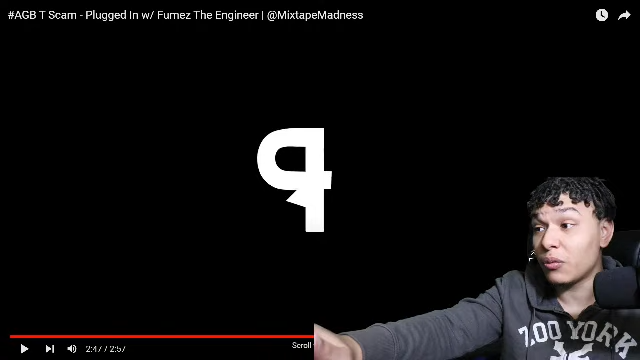 #AGB T Scam - Plugged In w/ Fumez The Engineer | @MixtapeMadness
2:47 / 2:57
Scroll
ZOO YORK